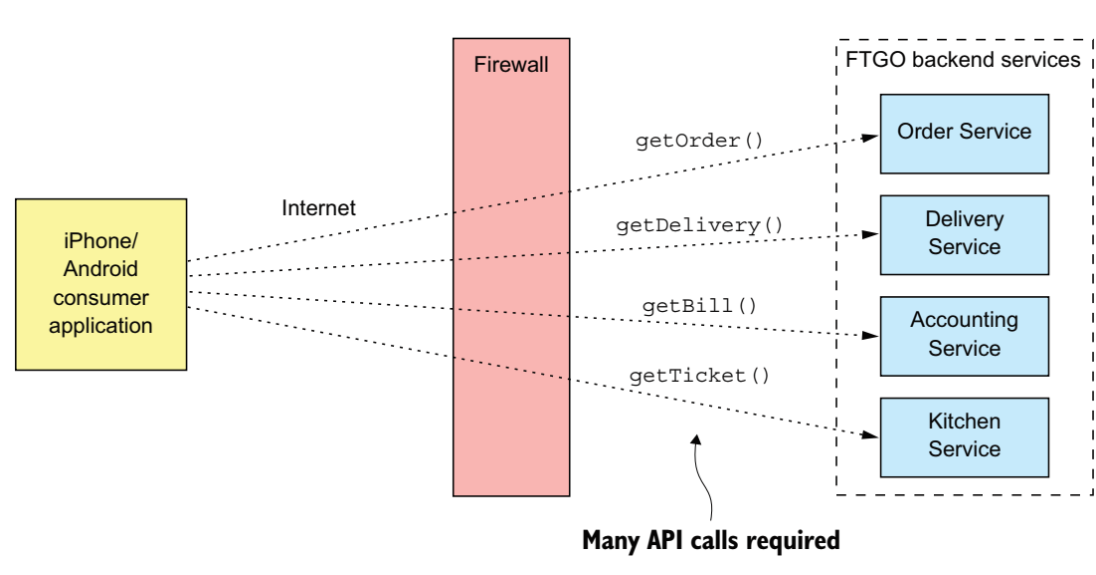 Firewall
FTGO backend services
Order Service
getOrder()
Internet
Delivery
Service
getDelivery()
iPhone/
Android
consumer
application
getBill()
Accounting
Service
getTicket()
Kitchen
Service
Many API calls required